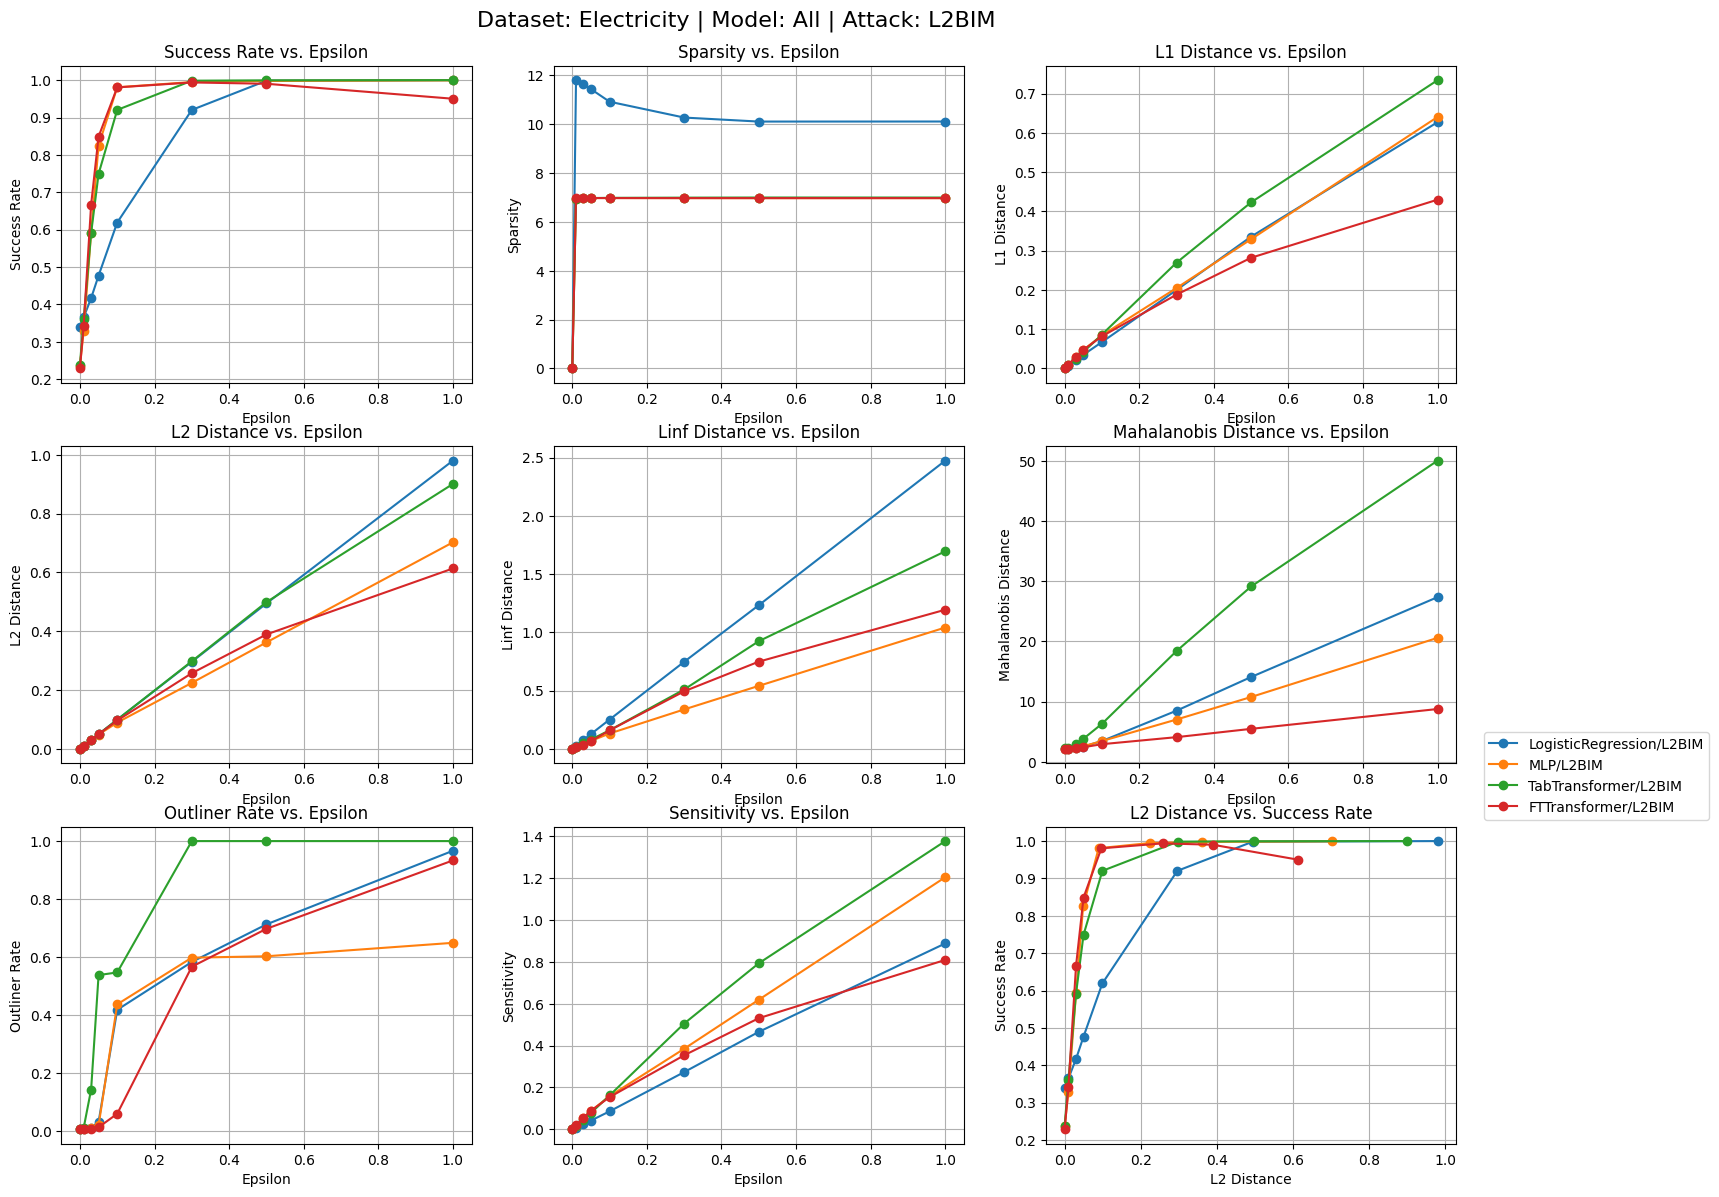 Dataset: Electricity | Model: All | Attack: L2BIM
Success Rate vs. Epsilon
Success Rate
1.0
0.9
0.8
0.7
0.6
0.5
0.4
0.3
0.2
0.0 0.2 0.4 0.6 0.8 1.0
Epsilon
Sparsity vs. Epsilon
Sparsity
12
10
8
6
4
2
0
0.0 0.2 0.4 0.6 0.8 1.0
Epsilon
L1 Distance vs. Epsilon
L1 Distance
0.7
0.6
0.5
0.4
0.3
0.2
0.1
0.0
0.0 0.2 0.4 0.6 0.8 1.0
Epsilon
L2 Distance vs. Epsilon
L2 Distance
1.0
0.8
0.6
0.4
0.2
0.0
0.0 0.2 0.4 0.6 0.8 1.0
Epsilon
Linf Distance vs. Epsilon
Linf Distance
2.5
2.0
1.5
1.0
0.5
0.0
0.0 0.2 0.4 0.6 0.8 1.0
Epsilon
Mahalanobis Distance vs. Epsilon
Mahalanobis Distance
50
40
30
20
10
0
0.0 0.2 0.4 0.6 0.8 1.0
Epsilon
LogisticRegression/L2BIM
MLP/L2BIM
TabTransformer/L2BIM
FTTransformer/L2BIM
Outliner Rate vs. Epsilon
Outliner Rate
1.0
0.8
0.6
0.4
0.2
0.0
0.0 0.2 0.4 0.6 0.8 1.0
Epsilon
Sensitivity vs. Epsilon
Sensitivity
1.4
1.2
1.0
0.8
0.6
0.4
0.2
0.0
0.0 0.2 0.4 0.6 0.8 1.0
Epsilon
L2 Distance vs. Success Rate
Success Rate
1.0
0.9
0.8
0.7
0.6
0.5
0.4
0.3
0.2
0.0 0.2 0.4 0.6 0.8 1.0
L2 Distance